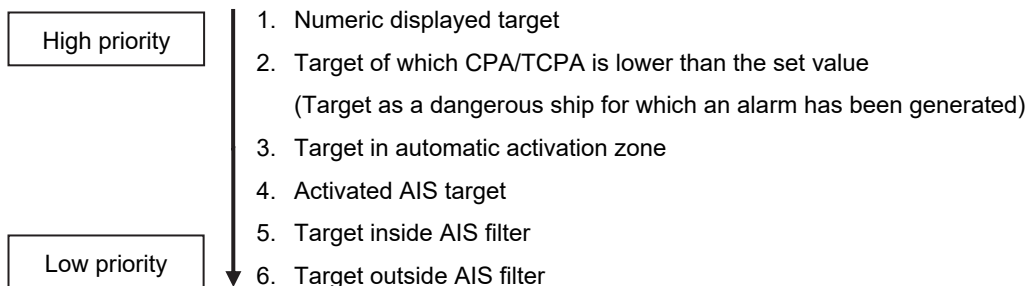 High priority
1. Numeric displayed target
2. Target of which CPA/TCPA is lower than the set value
(Target as a dangerous ship for which an alarm has been generated)
3. Target in automatic activation zone
4. Activated AIS target
5. Target inside AIS filter
Low priority
6. Target outside AIS filter